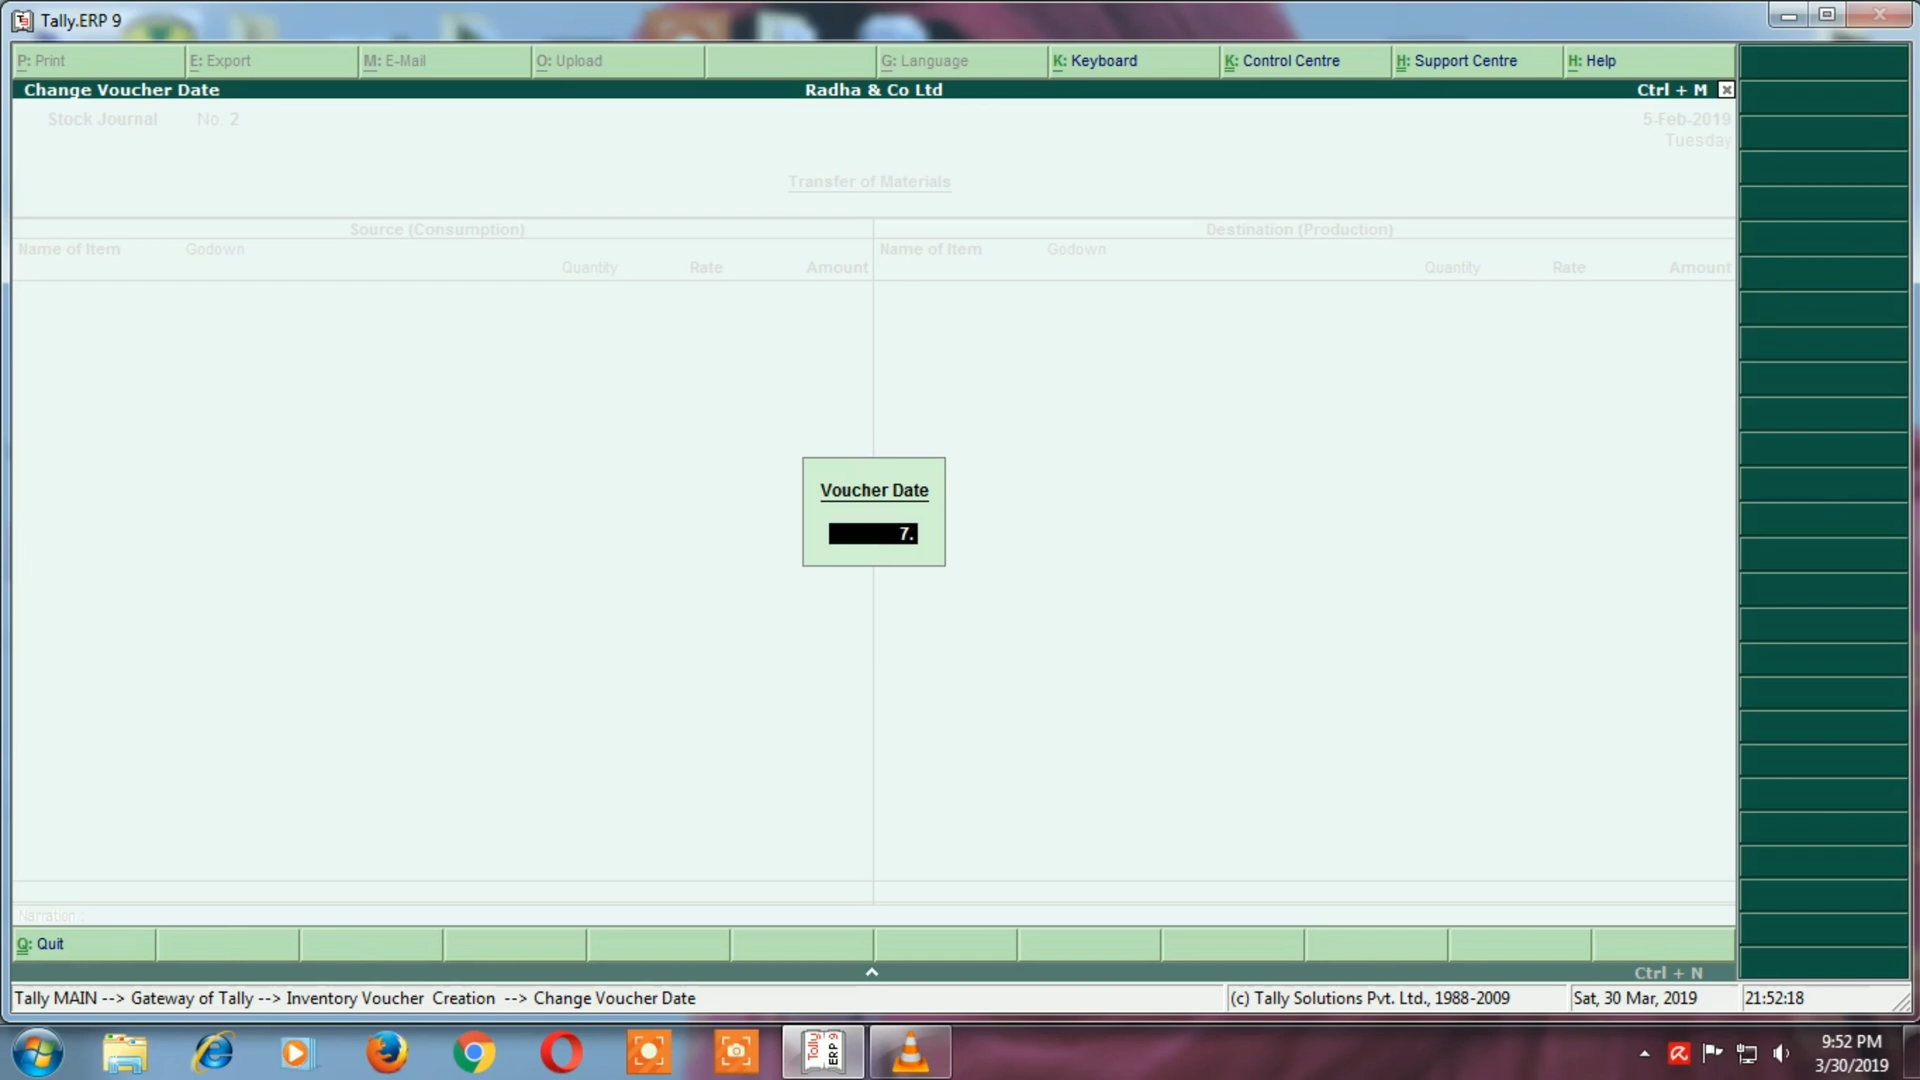 Tally.ERP 9
P: Print E: Export M: E-Mail O: Upload G: Language K: Keyboard K: Control Centre H: Support Centre H: Help
Change Voucher Date Radha & Co Ltd Ctrl + M
Stock Journal No. 2 5-Feb-2019
Tuesday
Transfer of Materials
Source (Consumption) Destination (Production)
Name of Item Godown Name of Item Godown
Quantity Rate Amount Quantity Rate Amount
Voucher Date
7.
Narration :
Q: Quit
Ctrl + N
Tally MAIN --> Gateway of Tally --> Inventory Voucher Creation --> Change Voucher Date (c) Tally Solutions Pvt. Ltd., 1988-2009 Sat, 30 Mar, 2019 21:52:18
Tally ERP 9
9:52 PM
3/30/2019